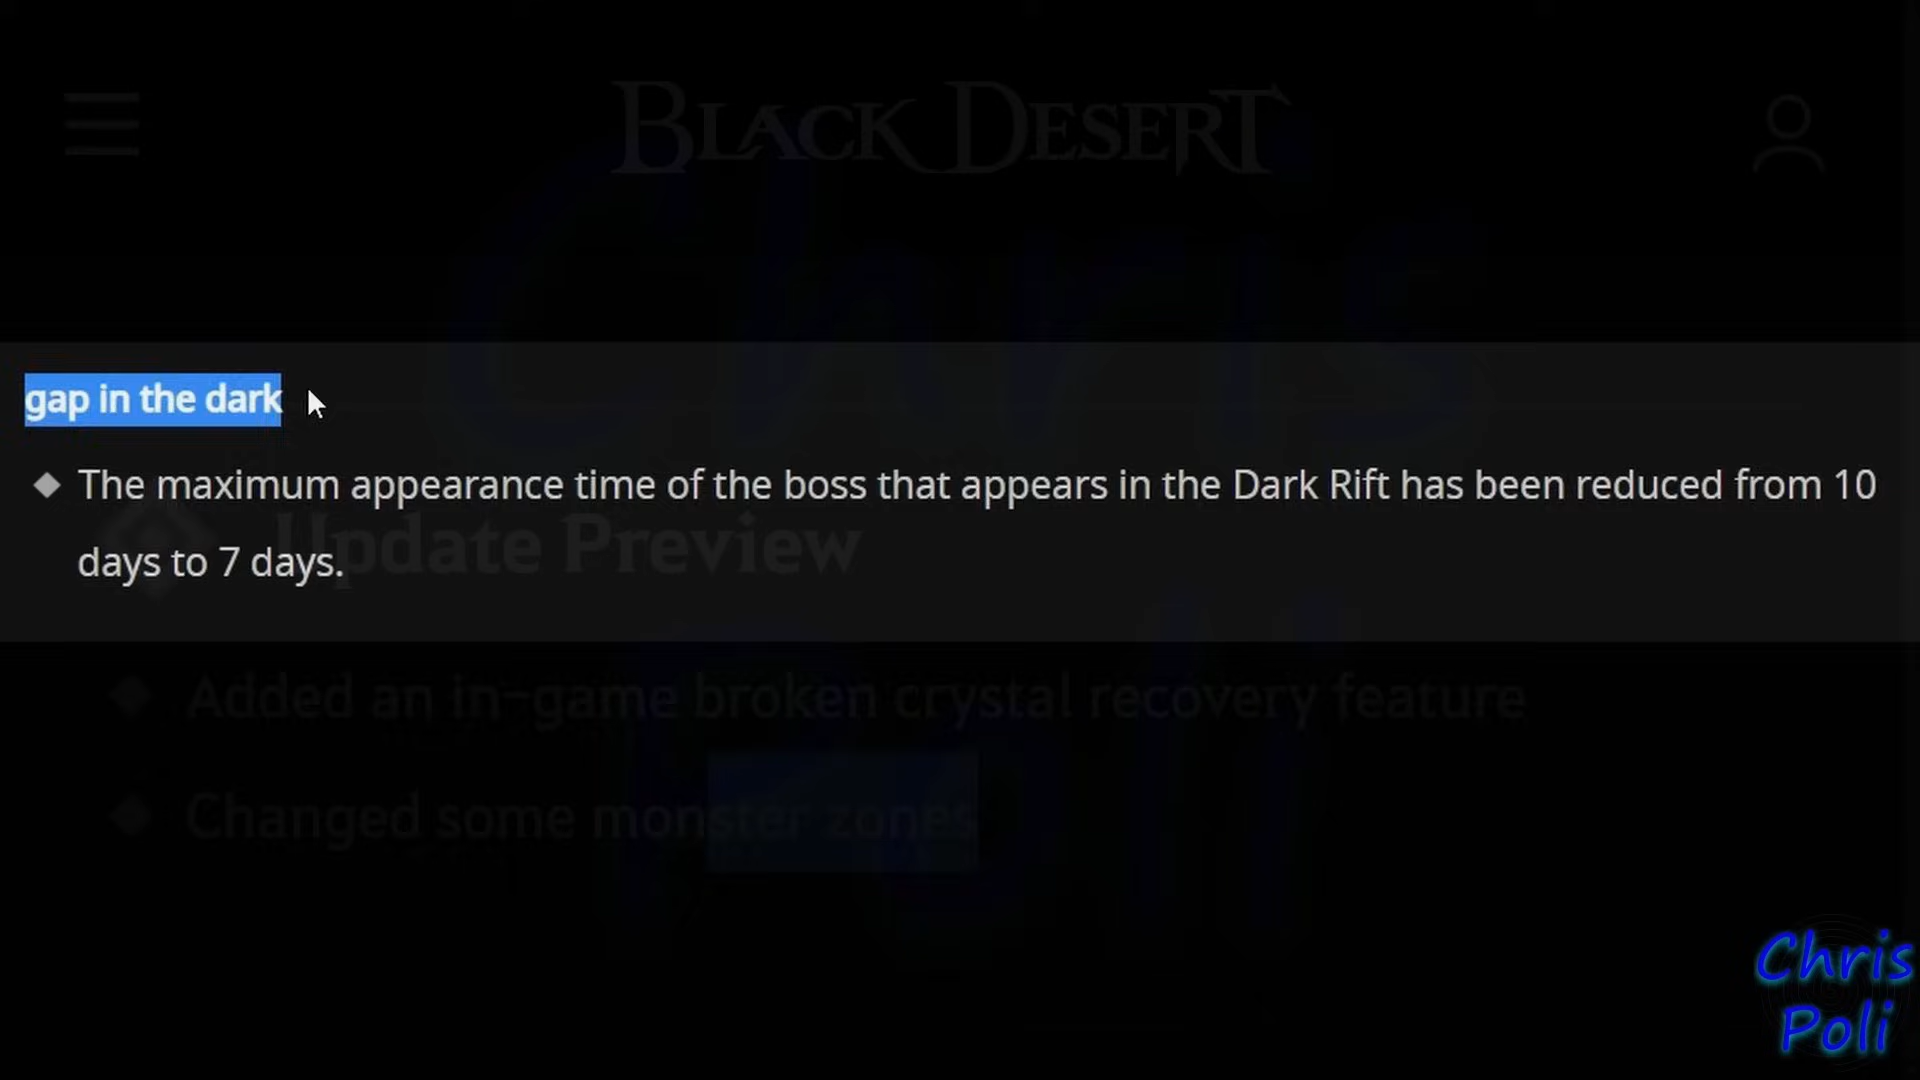 BLACK DESERT
Chris
gap in the dark
The maximum appearance time of the boss that appears in the Dark Rift has been reduced from 10
days to 7 days.
Update Preview
Poli
Added an in-game broken crystal recovery feature
Changed some monster zones
Chris
Poli